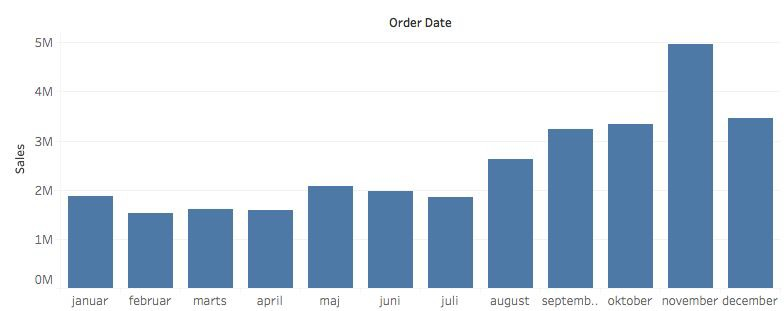 Order Date
5M
4M
3M
2M
1M
0M
Sales
januar februar marts april maj juni juli august septemb.. oktober november december